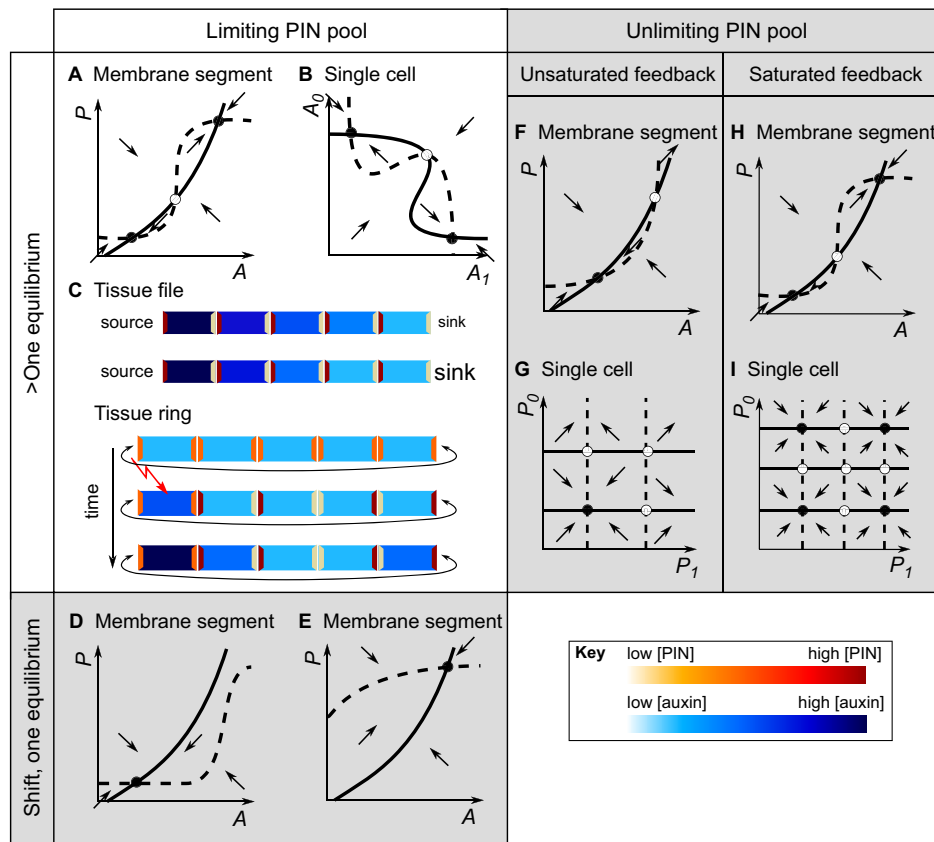 Limiting PIN pool
Unlimiting PIN pool
Unsaturated feedback
Saturated feedback
>One equilibrium
A Membrane segment
P
A
B Single cell
A0
A1
C Tissue file
source
sink
source
sink
Tissue ring
time
F Membrane segment
P
A
H Membrane segment
P
A
G Single cell
P0
P1
I Single cell
P0
P1
Shift, one equilibrium
D Membrane segment
P
A
E Membrane segment
P
A
Key
low [PIN] high [PIN]
low [auxin] high [auxin]